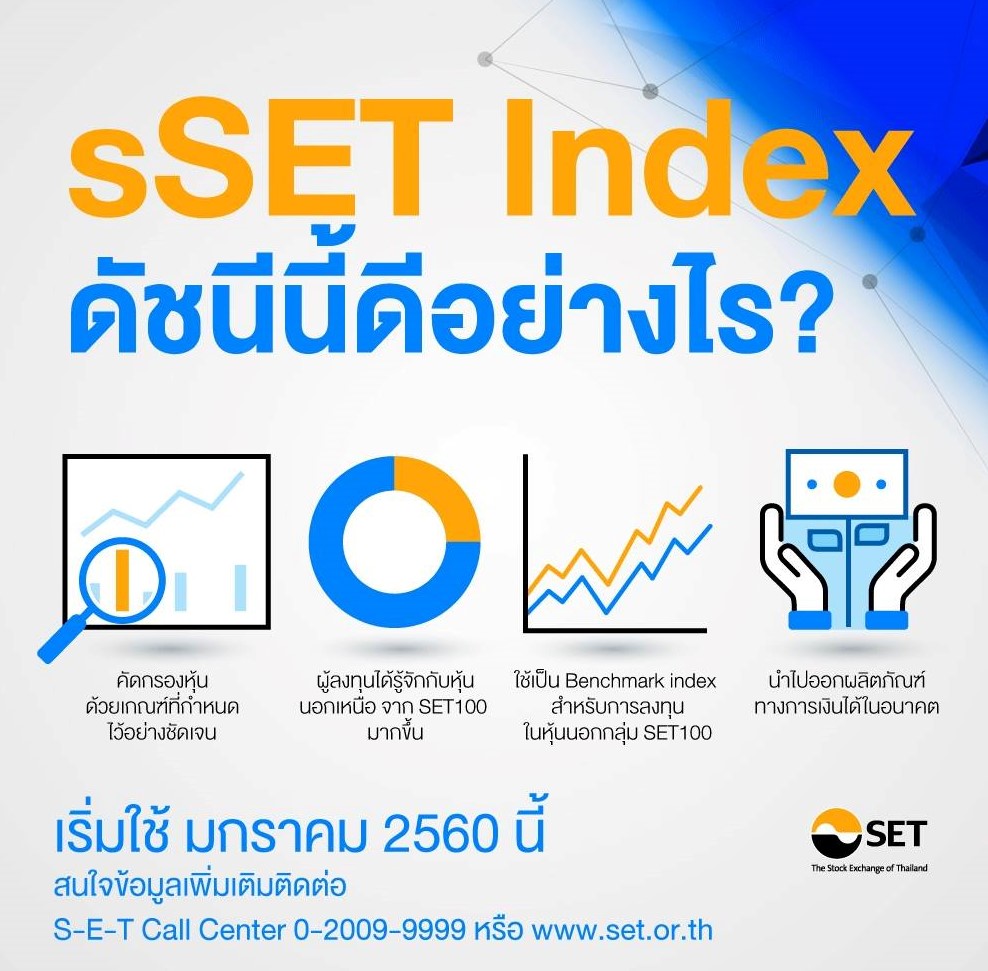 sSET Index
ดัชนีนี้ดีอย่างไร?
คัดกรองหุ้น
ด้วยเกณฑ์ที่กำหนด
ไว้อย่างชัดเจน
ผู้ลงทุนได้รู้จักกับหุ้น
นอกเหนือ จาก SET100
มากขึ้น
ใช้เป็น Benchmark index
สำหรับการลงทุน
ในหุ้นนอกกลุ่ม SET100
นำไปออกผลิตภัณฑ์
ทางการเงินได้ในอนาคต
เริ่มใช้ มกราคม 2560 นี้
สนใจข้อมูลเพิ่มเติมติดต่อ
S-E-T Call Center 0-2009-9999 หรือ www.set.or.th
SET
The Stock Exchange of Thailand